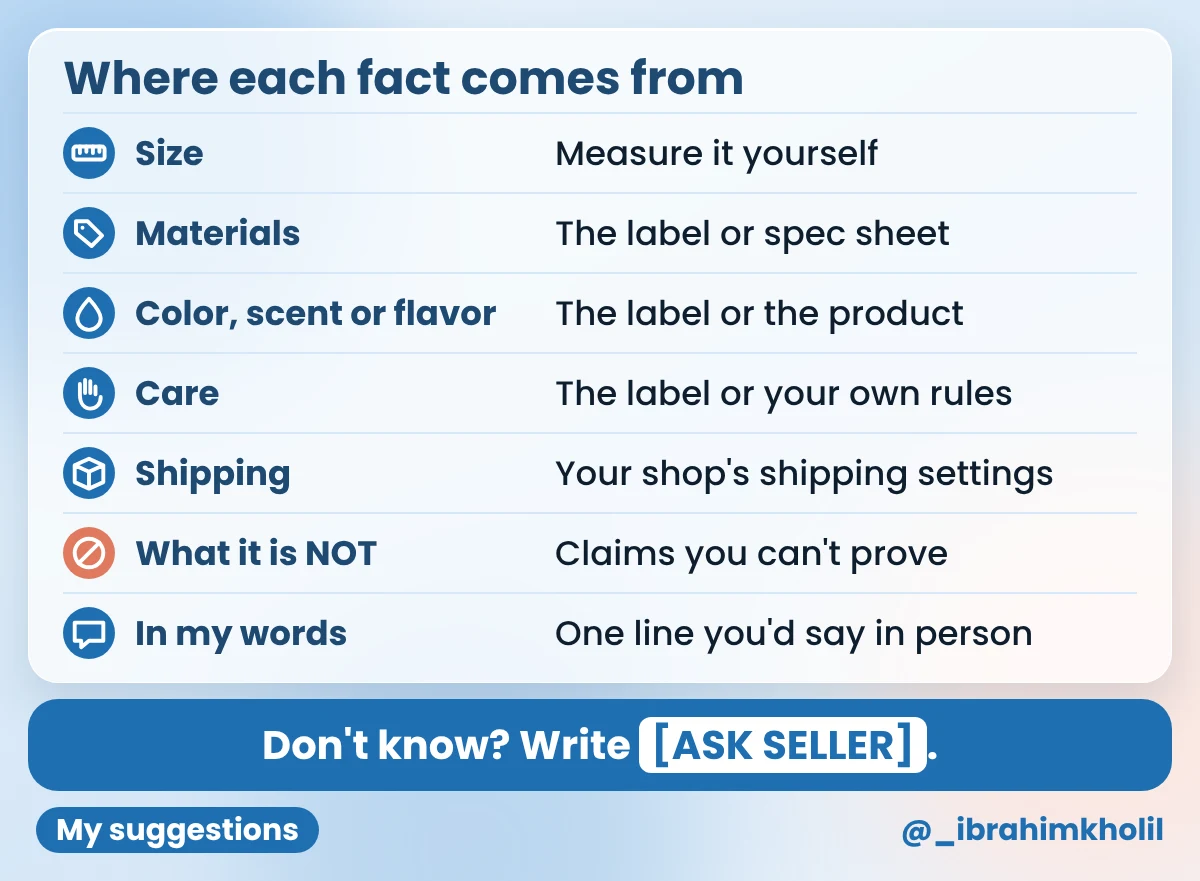 Where each fact comes from
Size Measure it yourself
Materials The label or spec sheet
Color, scent or flavor The label or the product
Care The label or your own rules
Shipping Your shop's shipping settings
What it is NOT Claims you can't prove
In my words One line you'd say in person
Don't know? Write [ASK SELLER].
My suggestions @_ibrahimkholil